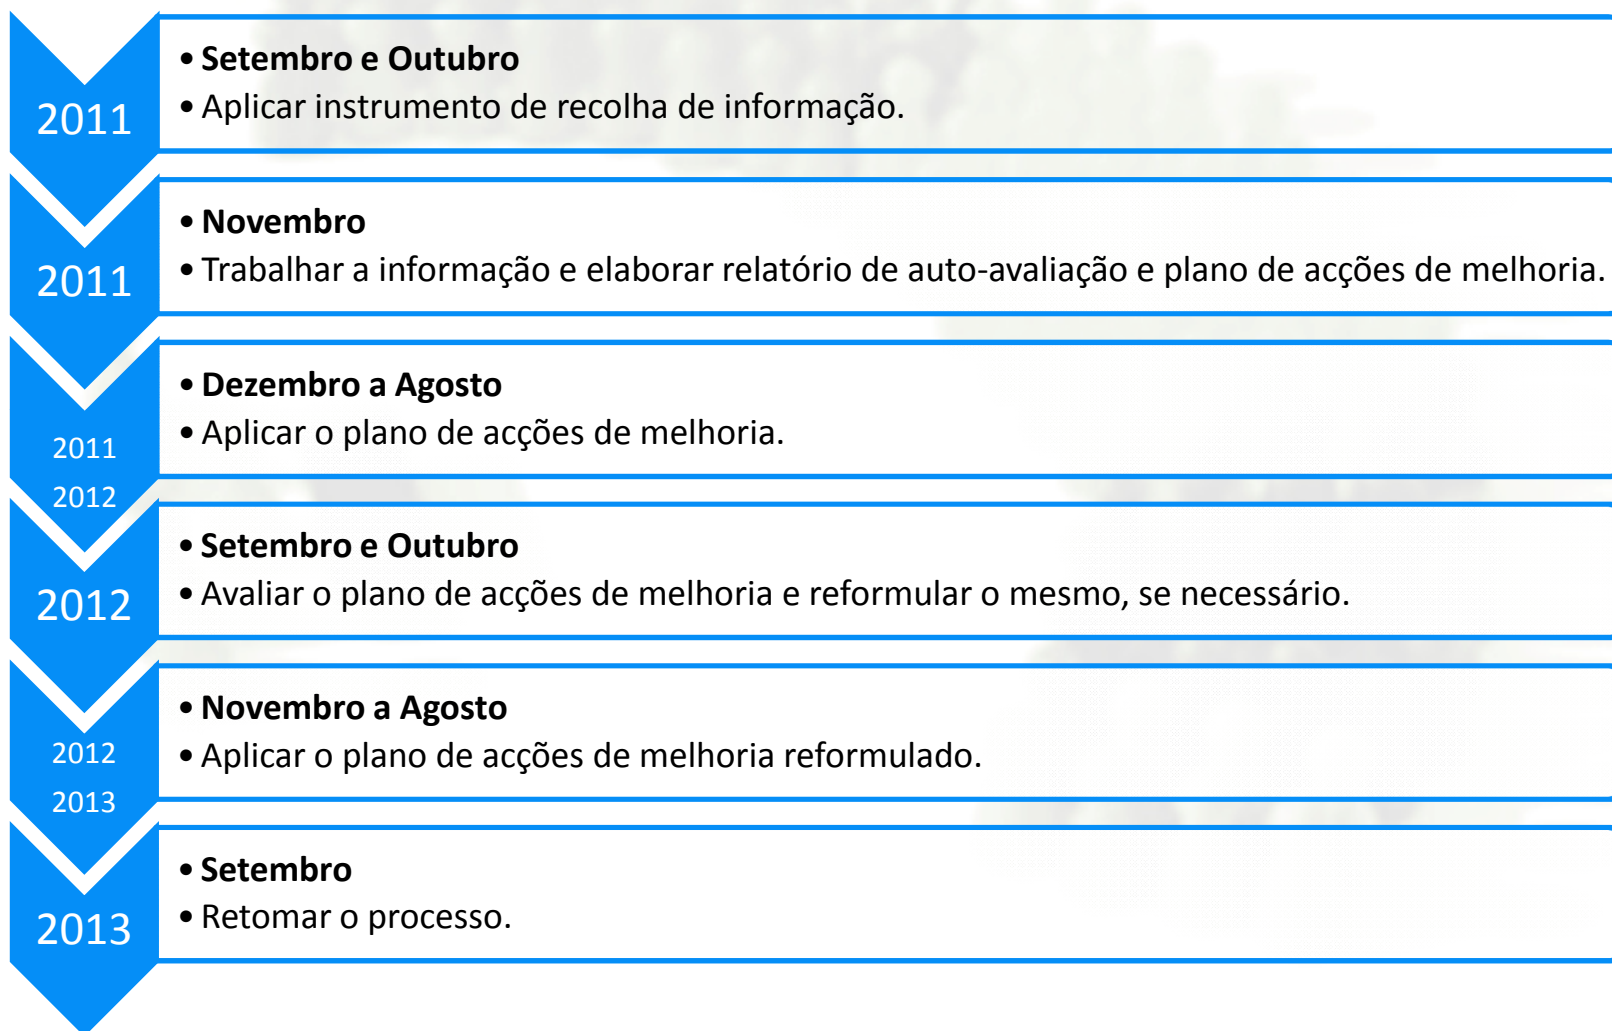 2011
• Setembro e Outubro
• Aplicar instrumento de recolha de informação.
2011
• Novembro
• Trabalhar a informação e elaborar relatório de auto-avaliação e plano de acções de melhoria.
2011
2012
• Dezembro a Agosto
• Aplicar o plano de acções de melhoria.
2012
• Setembro e Outubro
• Avaliar o plano de acções de melhoria e reformular o mesmo, se necessário.
2012
2013
• Novembro a Agosto
• Aplicar o plano de acções de melhoria reformulado.
2013
• Setembro
• Retomar o processo.